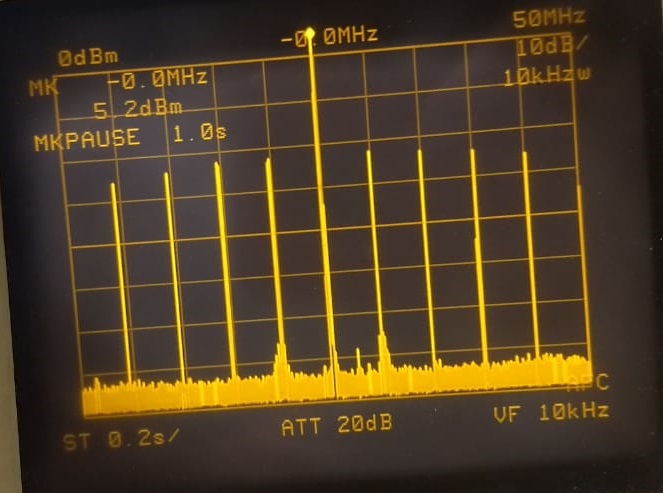 0dBm -0.0MHz 50MHz
MK -0.0MHz 10dB/
5.2dBm 10kHzw
MKPAUSE 1.0s
APC
ST 0.2s/ ATT 20dB VF 10kHz